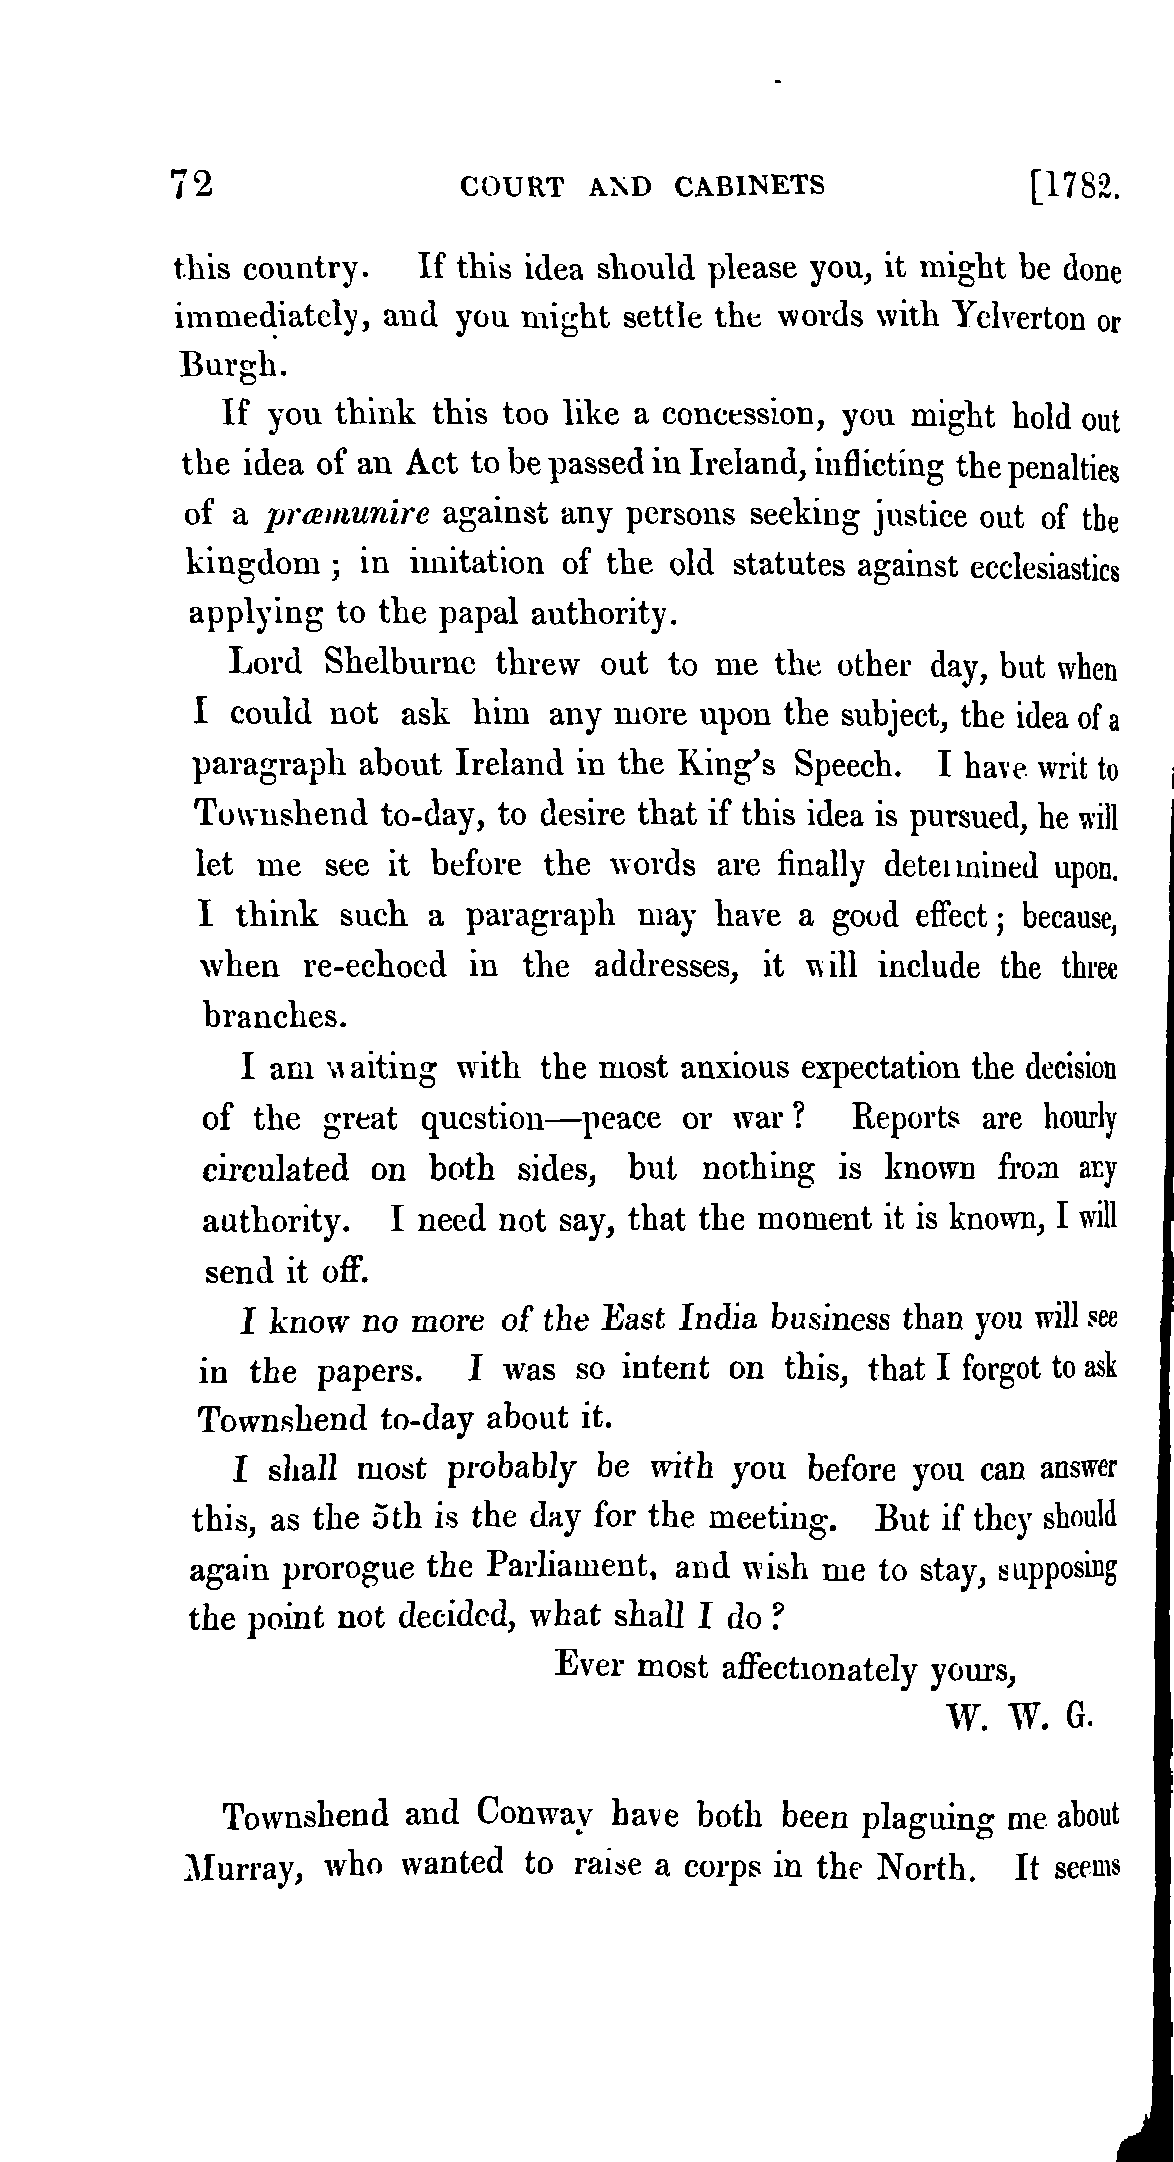 72 COURT AND CABINETS [1782.
this country. If this idea should please you, it might be done
immediately, and you might settle the words with Yelverton or
Burgh.
If you think this too like a concession, you might hold out
the idea of an Act to be passed in Ireland, inflicting the penalties
of a præmunire against any persons seeking justice out of the
kingdom; in imitation of the old statutes against ecclesiastics
applying to the papal authority.
Lord Shelburne threw out to me the other day, but when
I could not ask him any more upon the subject, the idea of a
paragraph about Ireland in the King's Speech. I have writ to
Townshend to-day, to desire that if this idea is pursued, he will
let me see it before the words are finally determined upon.
I think such a paragraph may have a good effect; because,
when re-echoed in the addresses, it will include the three
branches.
I am waiting with the most anxious expectation the decision
of the great question—peace or war? Reports are hourly
circulated on both sides, but nothing is known from any
authority. I need not say, that the moment it is known, I will
send it off.
I know no more of the East India business than you will see
in the papers. I was so intent on this, that I forgot to ask
Townshend to-day about it.
I shall most probably be with you before you can answer
this, as the 5th is the day for the meeting. But if they should
again prorogue the Parliament, and wish me to stay, supposing
the point not decided, what shall I do?
Ever most affectionately yours,
W. W. G.
Townshend and Conway have both been plaguing me about
Murray, who wanted to raise a corps in the North. It seems